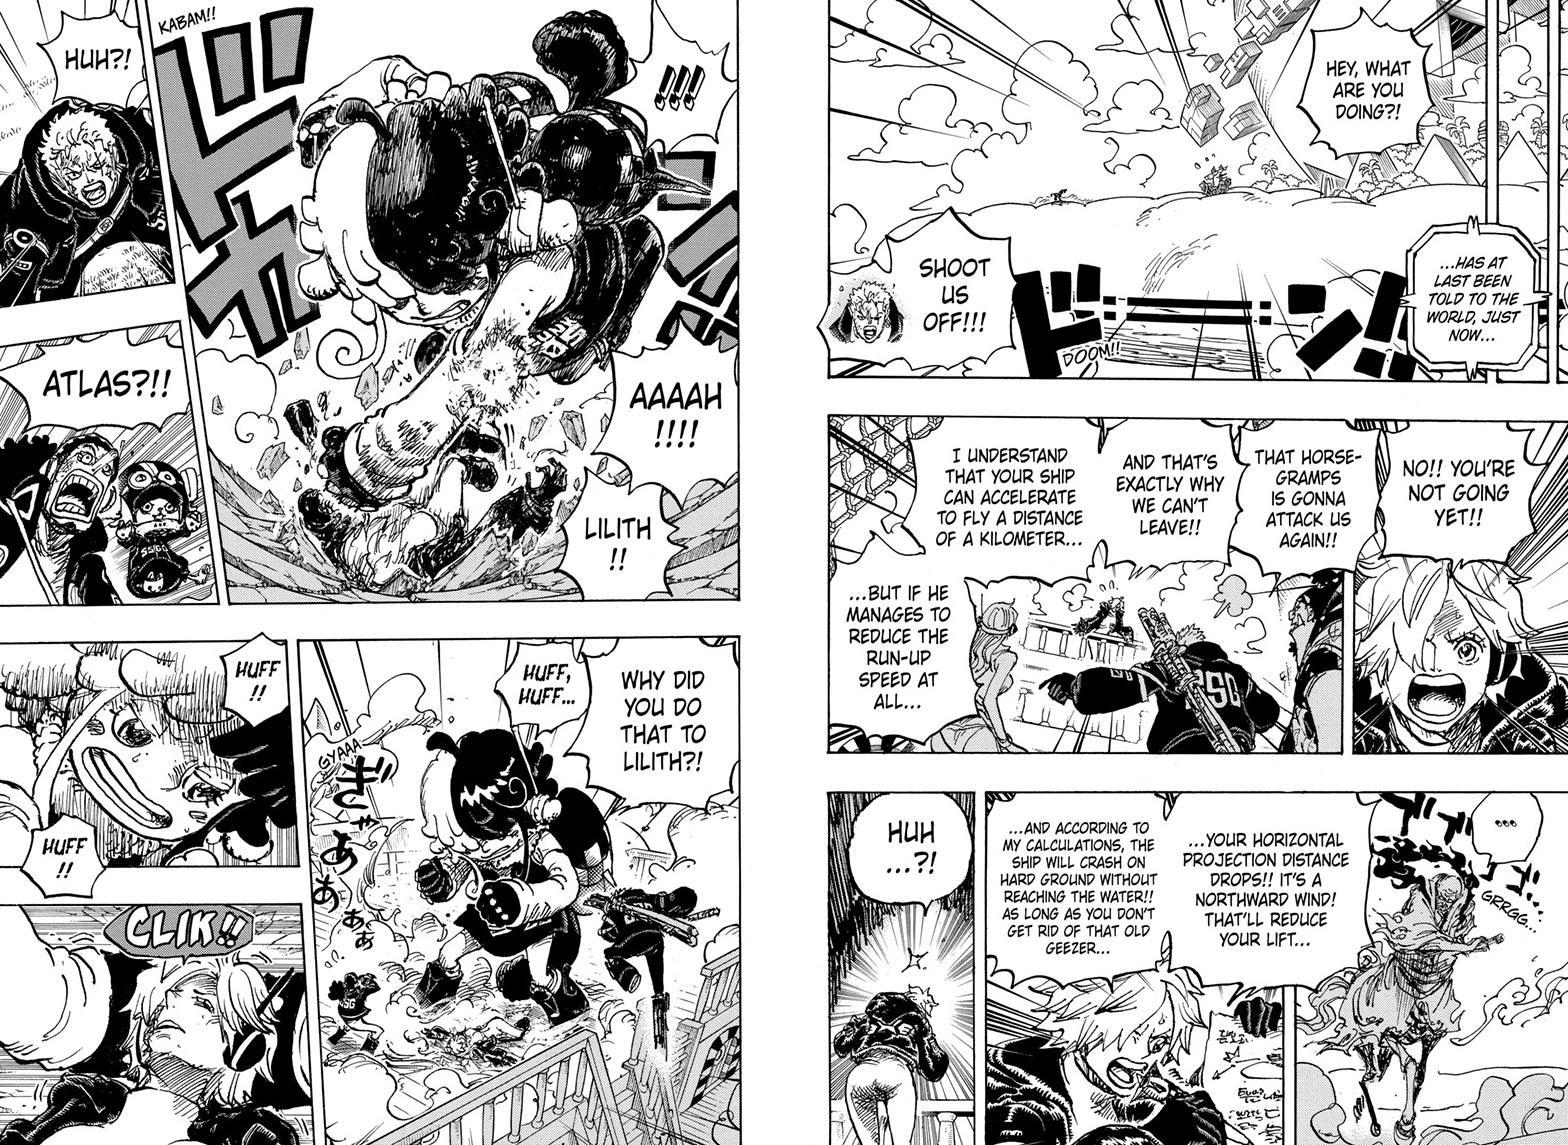 HEY, WHAT
ARE YOU
DOING?!
...HAS AT
LAST BEEN
TOLD TO THE
WORLD, JUST
NOW...
SHOOT
US
OFF!!!
ドン!!
DOOM!!
NO!! YOU'RE
NOT GOING
YET!!
THAT HORSE-
GRAMPS
IS GONNA
ATTACK US
AGAIN!!
AND THAT'S
EXACTLY WHY
WE CAN'T
LEAVE!!
I UNDERSTAND
THAT YOUR SHIP
CAN ACCELERATE
TO FLY A DISTANCE
OF A KILOMETER...
...BUT IF HE
MANAGES TO
REDUCE THE
RUN-UP
SPEED AT
ALL...
...
GRRGG...
...YOUR HORIZONTAL
PROJECTION DISTANCE
DROPS!! IT'S A
NORTHWARD WIND!
THAT'LL REDUCE
YOUR LIFT...
...AND ACCORDING TO
MY CALCULATIONS, THE
SHIP WILL CRASH ON
HARD GROUND WITHOUT
REACHING THE WATER!!
AS LONG AS YOU DON'T
GET RID OF THAT OLD
GEEZER...
HUH
...?!
!!!
KABAM!!
AAAAH
!!!!
LILITH
!!
HUH?!
ATLAS?!!
WHY DID
YOU DO
THAT TO
LILITH?!
HUFF,
HUFF...
GYAAA
HUFF
!!
HUFF
!!
CLIK!!